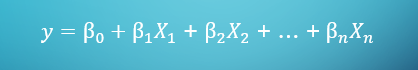 y = β₀ + β₁X₁ + β₂X₂ + … + βₙXₙ